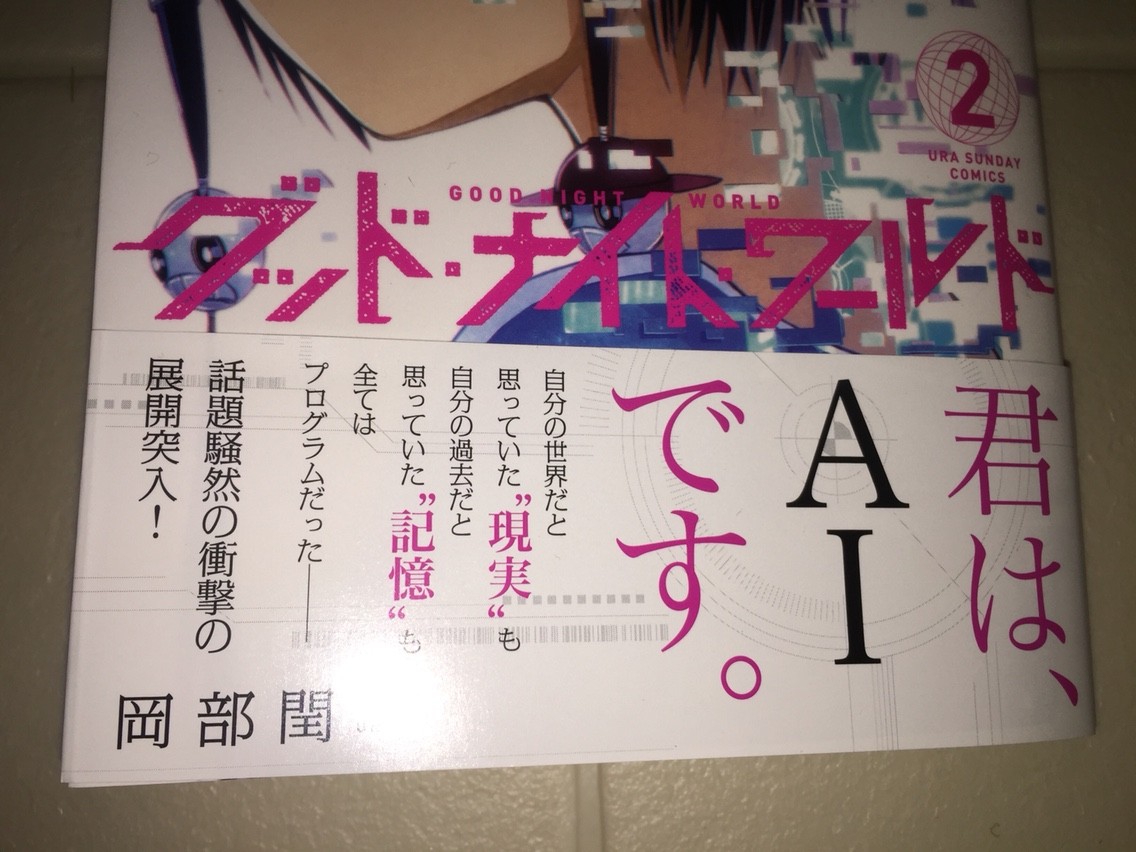 2
URA SUNDAY
COMICS
GOOD NIGHT WORLD
グッド・ナイト・ワールド
君は、
AI
です。
自分の世界だと
思っていた”現実“も
自分の過去だと
思っていた”記憶“も
全ては
プログラムだった――
話題騒然の衝撃の
展開突入!
岡部閏